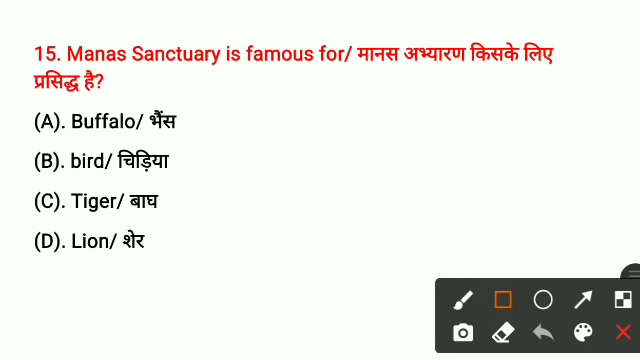 15. Manas Sanctuary is famous for/ मानस अभ्यारण किसके लिए
प्रसिद्ध है?
(A). Buffalo/ भैंस
(B). bird/ चिड़िया
(C). Tiger/ बाघ
(D). Lion/ शेर